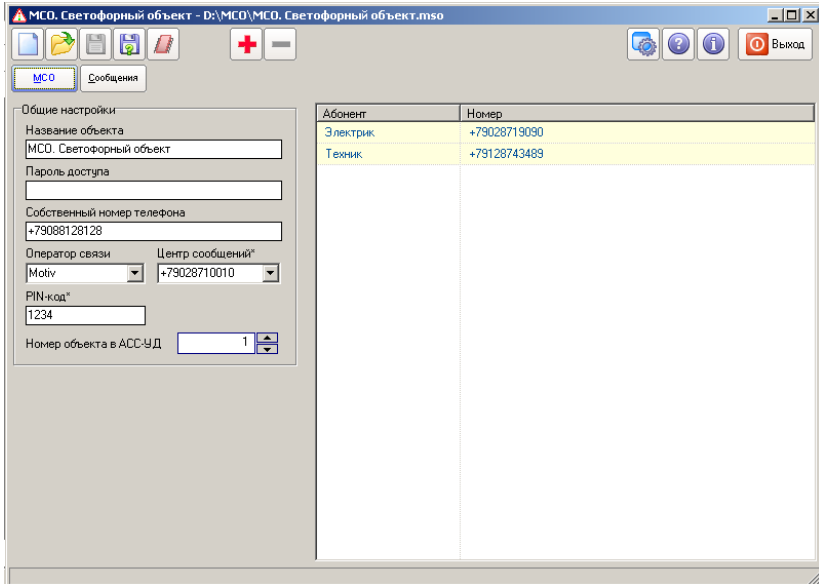 МСО. Светофорный объект - D:\МСО\МСО. Светофорный объект.mso
Выход
МСО
Сообщения
Общие настройки
Название объекта
МСО. Светофорный объект
Пароль доступа
Собственный номер телефона
+79088128128
Оператор связи Центр сообщений*
Motiv +79028710010
PIN-код*
1234
Номер объекта в АСС-УД 1
Абонент Номер
Электрик +79028719090
Техник +79128743489